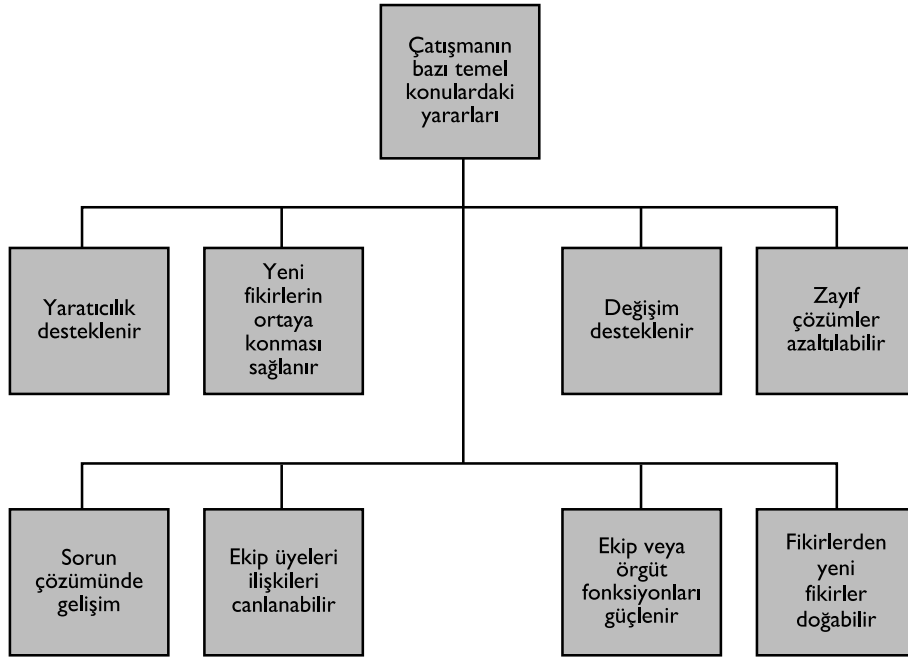 Çatışmanın
bazı temel
konulardaki
yararları
Yaratıcılık
desteklenir
Yeni
fikirlerin
ortaya
konması
sağlanır
Değişim
desteklenir
Zayıf
çözümler
azaltılabilir
Sorun
çözümünde
gelişim
Ekip üyeleri
ilişkileri
canlanabilir
Ekip veya
örgüt
fonksiyonları
güçlenir
Fikirlerden
yeni
fikirler
doğabilir